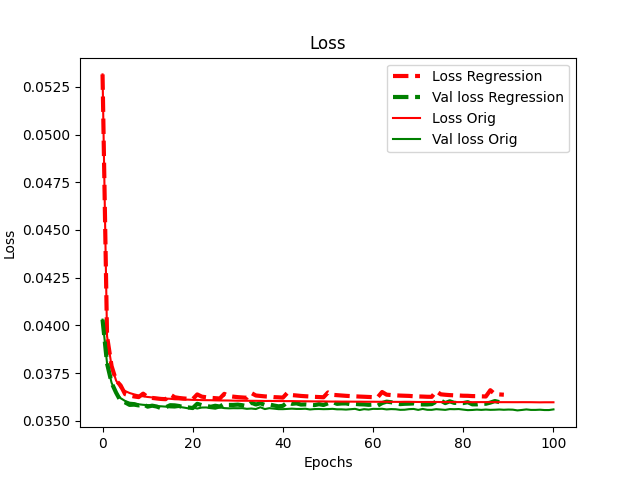 Loss
0.0525
0.0500
0.0475
0.0450
0.0425
0.0400
0.0375
0.0350
Loss
Loss Regression
Val loss Regression
Loss Orig
Val loss Orig
0 20 40 60 80 100
Epochs